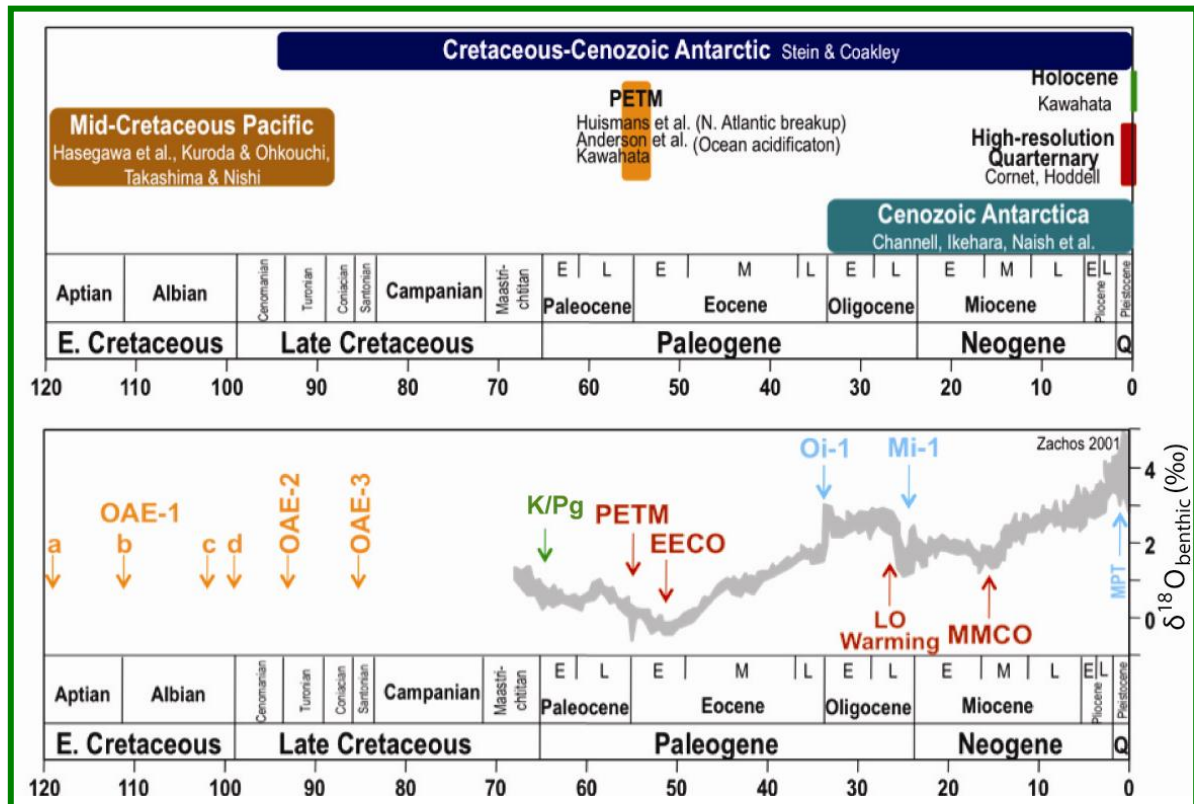 Cretaceous-Cenozoic Antarctic Stein & Coakley
Holocene
Kawahata
PETM
Huismans et al. (N. Atlantic breakup)
Anderson et al. (Ocean acidificaton)
Kawahata
Mid-Cretaceous Pacific
Hasegawa et al., Kuroda & Ohkouchi,
Takashima & Nishi
High-resolution
Quarternary
Cornet, Hoddell
Cenozoic Antarctica
Channell, Ikehara, Naish et al.
E L E M L E L E M L E L
Aptian Albian Cenomanian Turonian Coniacian Santonian Campanian Maastri-chtitan Paleocene Eocene Oligocene Miocene Pliocene Pleistocene
E. Cretaceous Late Cretaceous Paleogene Neogene Q
120 110 100 90 80 70 60 50 40 30 20 10 0
Zachos 2001
Oi-1 Mi-1
OAE-1 OAE-2 OAE-3
a b c d
K/Pg
PETM
EECO
LO
Warming
MMCO
MPT
4
2
0
δ18Obenthic (‰)
E L E M L E L E M L E L
Aptian Albian Cenomanian Turonian Coniacian Santonian Campanian Maastri-chtitan Paleocene Eocene Oligocene Miocene Pliocene Pleistocene
E. Cretaceous Late Cretaceous Paleogene Neogene Q
120 110 100 90 80 70 60 50 40 30 20 10 0